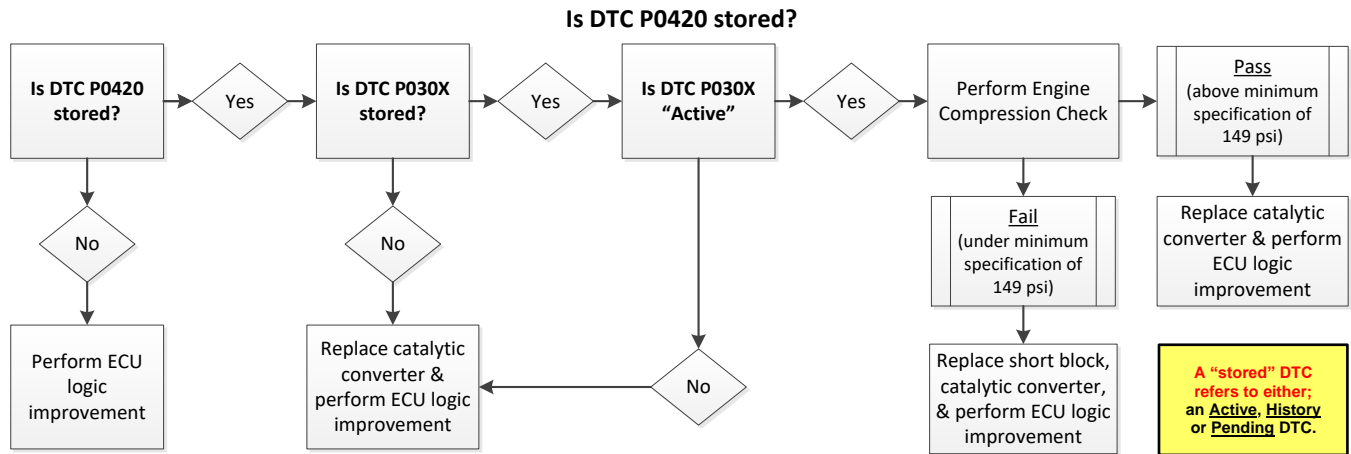 Is DTC P0420 stored?
Is DTC P0420
stored?
Yes
Is DTC P030X
stored?
Yes
Is DTC P030X
“Active”
Yes
Perform Engine
Compression Check
Pass
(above minimum
specification of
149 psi)
No
No
Fail
(under minimum
specification of
149 psi)
Replace catalytic
converter & perform
ECU logic
improvement
Perform ECU
logic
improvement
Replace catalytic
converter &
perform ECU logic
improvement
No
Replace short block,
catalytic converter,
& perform ECU logic
improvement
A “stored” DTC
refers to either;
an Active, History
or Pending DTC.